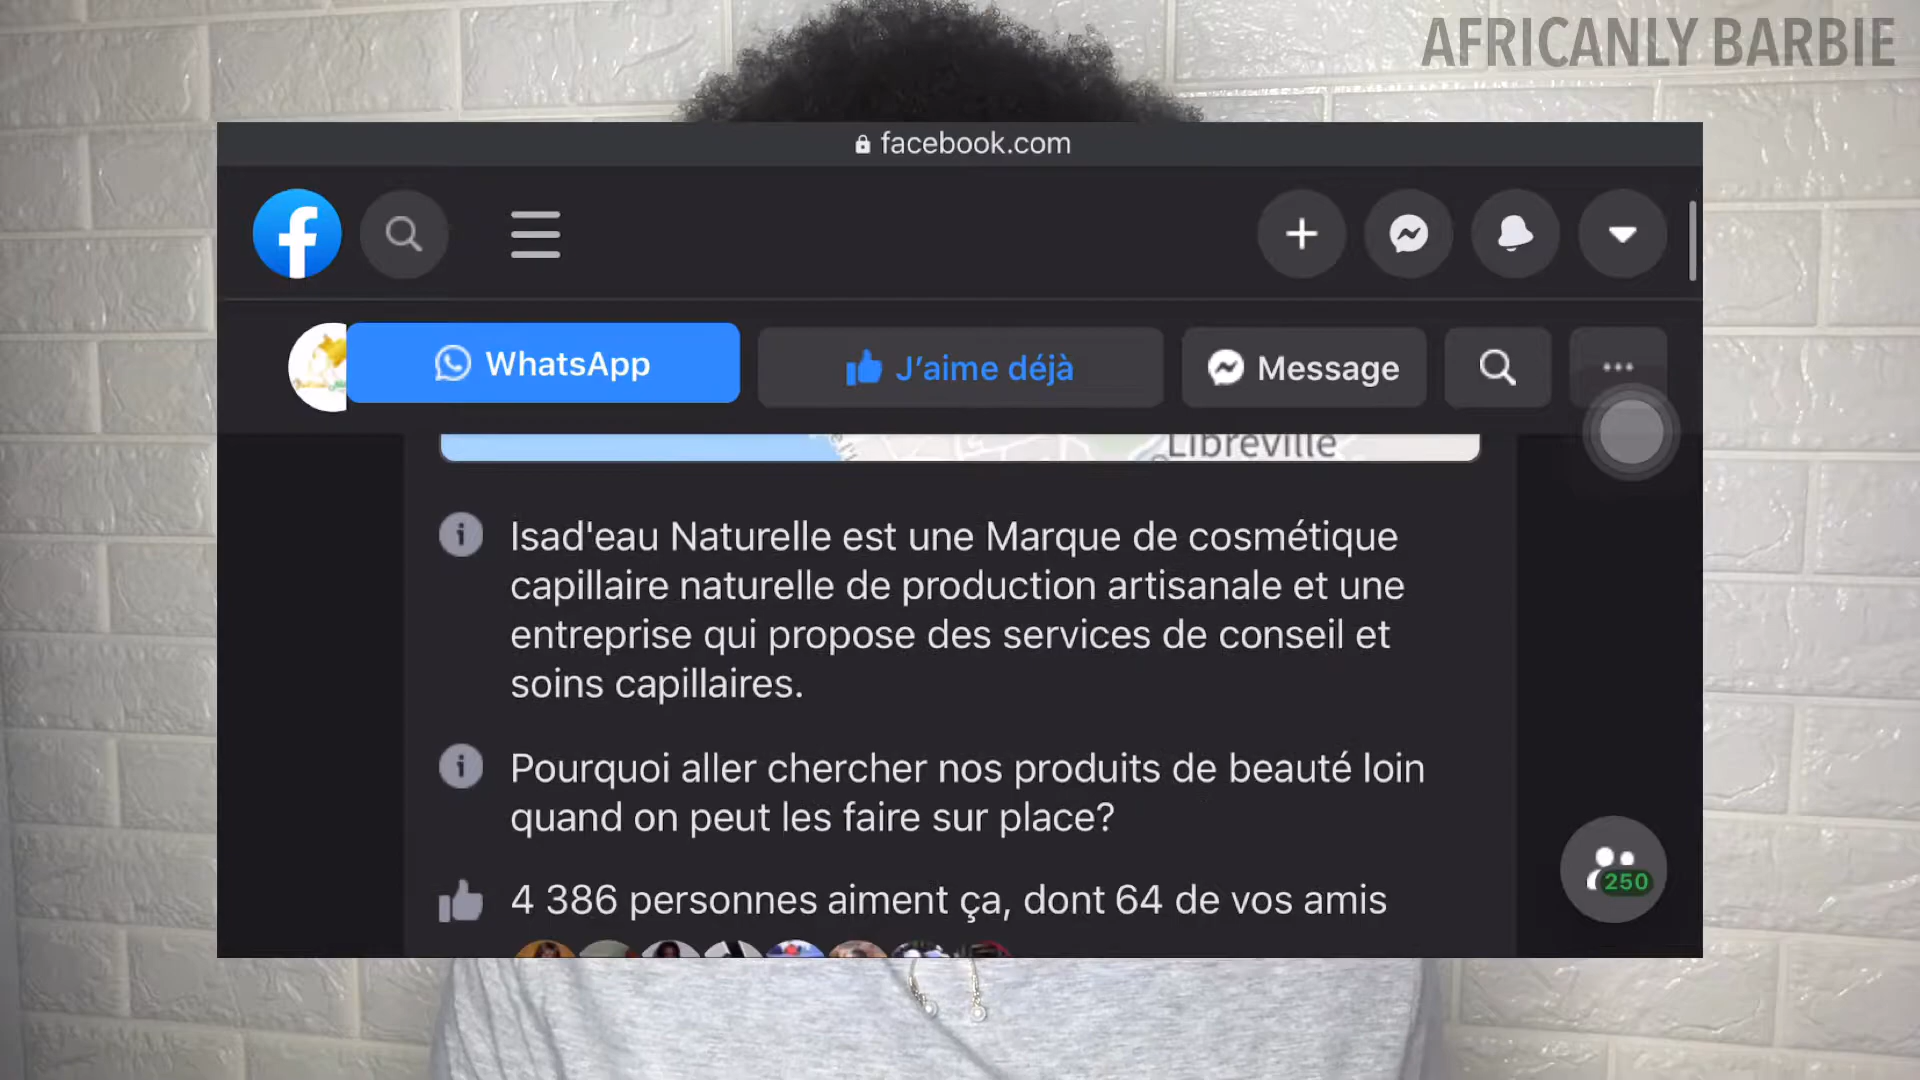 AFRICANLY BARBIE
facebook.com
WhatsApp
J’aime déjà
Message
Libreville
Isad'eau Naturelle est une Marque de cosmétique
capillaire naturelle de production artisanale et une
entreprise qui propose des services de conseil et
soins capillaires.
Pourquoi aller chercher nos produits de beauté loin
quand on peut les faire sur place?
4 386 personnes aiment ça, dont 64 de vos amis
250